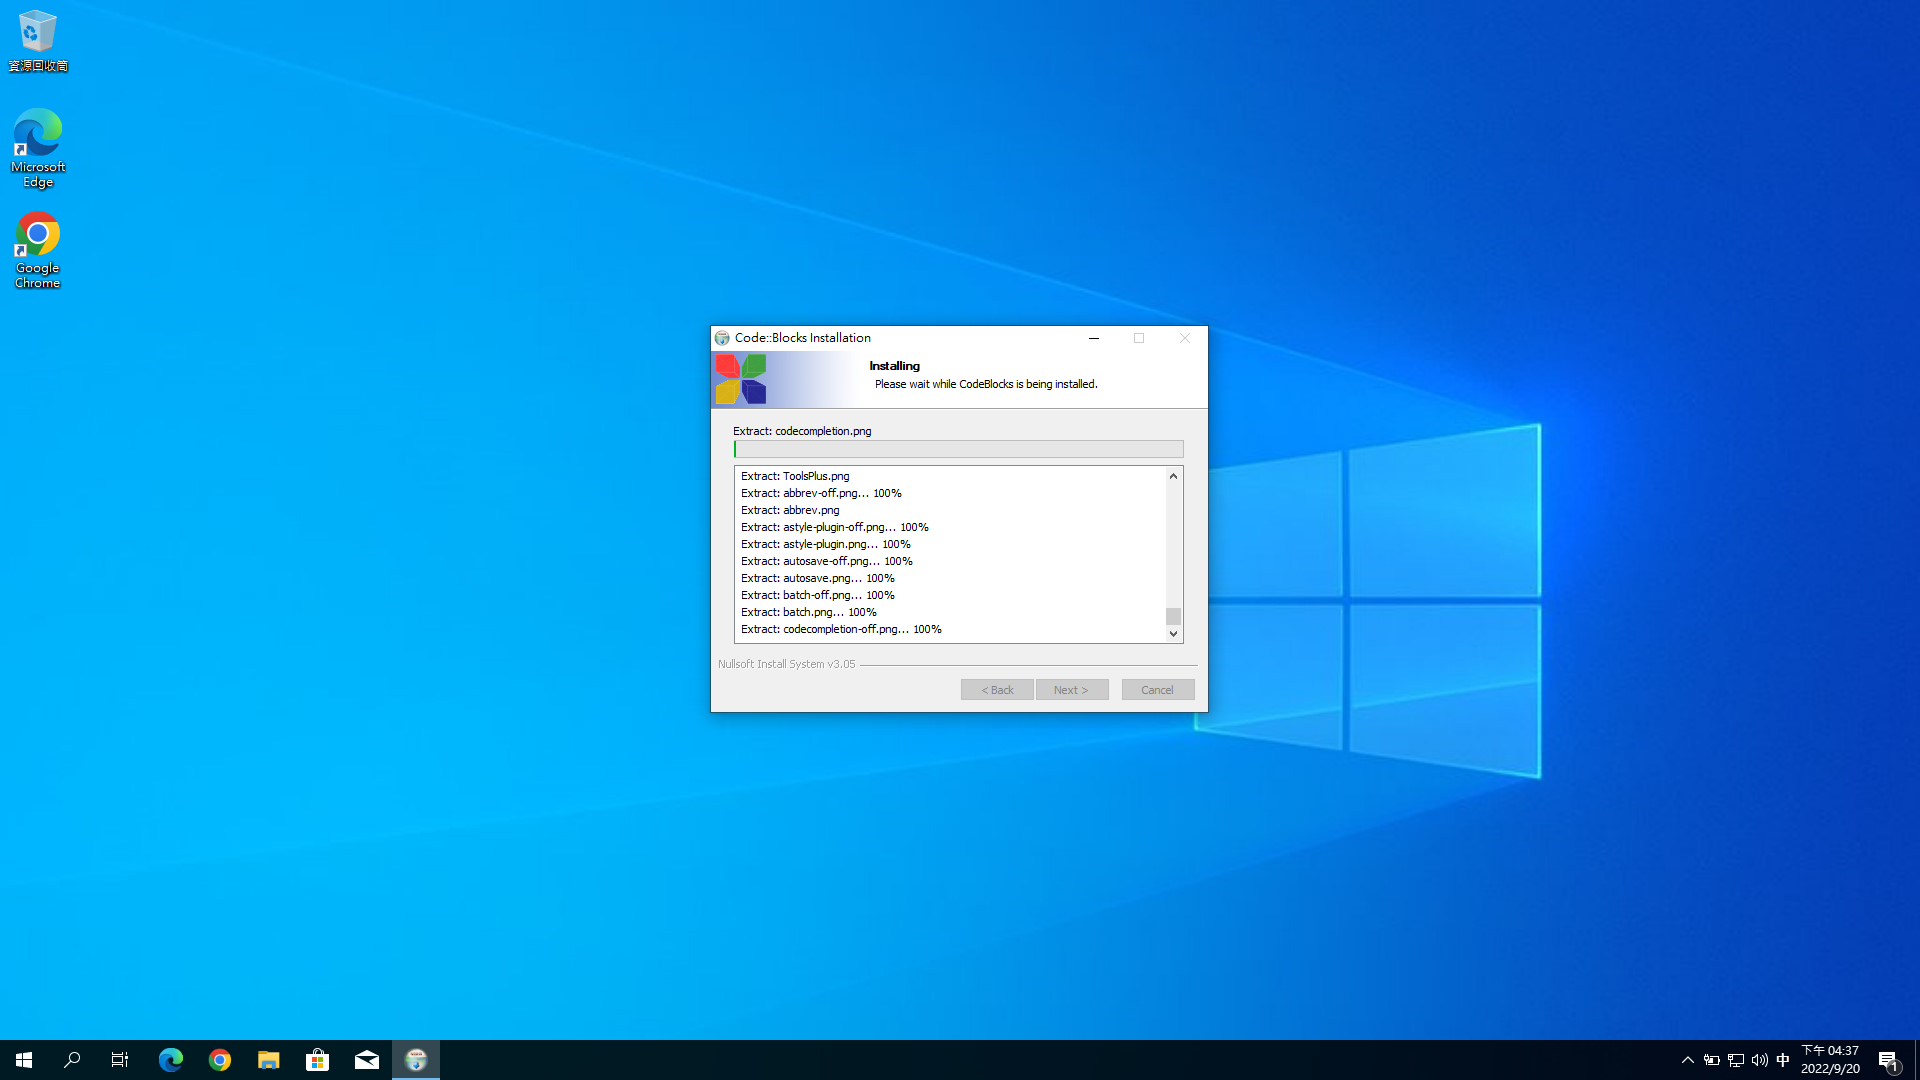 資源回收筒
Microsoft
Edge
Google
Chrome
Code::Blocks Installation
Installing
Please wait while CodeBlocks is being installed.
Extract: codecompletion.png
Extract: ToolsPlus.png
Extract: abbrev-off.png... 100%
Extract: abbrev.png
Extract: astyle-plugin-off.png... 100%
Extract: astyle-plugin.png... 100%
Extract: autosave-off.png... 100%
Extract: autosave.png... 100%
Extract: batch-off.png... 100%
Extract: batch.png... 100%
Extract: codecompletion-off.png... 100%
Nullsoft Install System v3.05
< Back Next > Cancel
中
下午 04:37
2022/9/20
1